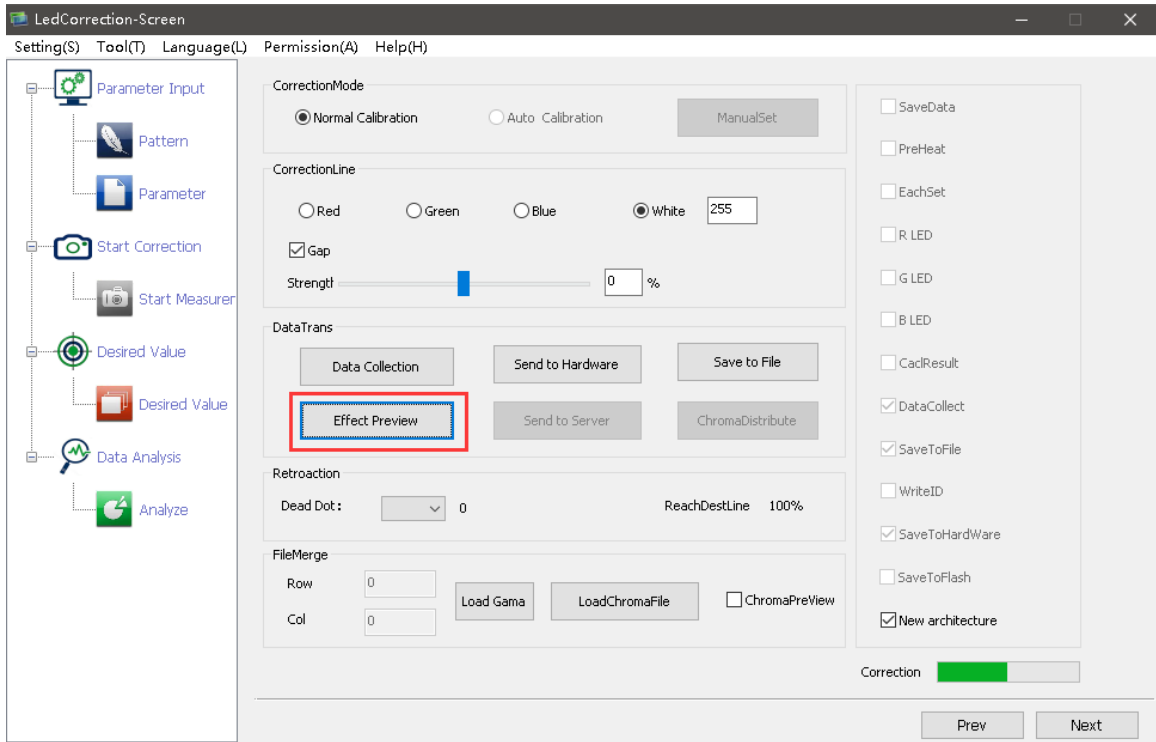 LedCorrection-Screen
Setting(S) Tool(T) Language(L) Permission(A) Help(H)
Parameter Input
Pattern
Parameter
Start Correction
Start Measurer
Desired Value
Desired Value
Data Analysis
Analyze
CorrectionMode
Normal Calibration Auto Calibration ManualSet
CorrectionLine
Red Green Blue White 255
Gap
Strengtl 0 %
DataTrans
Data Collection Send to Hardware Save to File
Effect Preview Send to Server ChromaDistribute
Retroaction
Dead Dot: 0 ReachDestLine 100%
FileMerge
Row 0
Load Gama LoadChromaFile ChromaPreView
Col 0
SaveData
PreHeat
EachSet
R LED
G LED
B LED
CaclResult
DataCollect
SaveToFile
WriteID
SaveToHardWare
SaveToFlash
New architecture
Correction
Prev Next